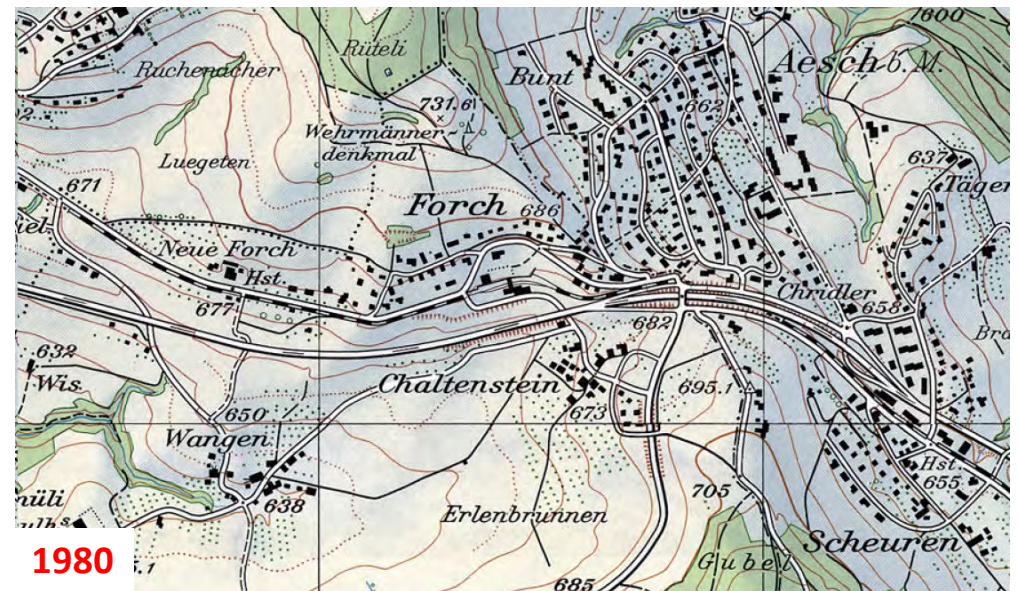 600
Rüteli
Aesch b. M.
Ruchenacher
Bunt
731.6
662
Wehrmänner-
denkmal
Luegeten
637
671
Forch
686
Neue Forch
Hst
Chridler
658
677
682
632
Wis
Chaltenstein
695.1
673
650
Wangen
Hst.
655
638
705
Erlenbrunnen
Scheuren
Gubel
685
1980